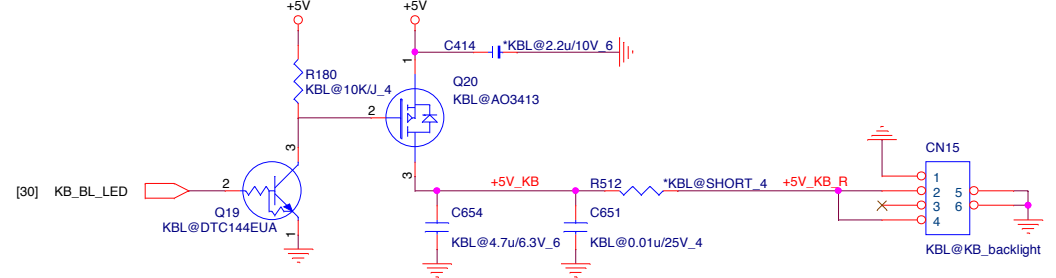 +5V
+5V
C414
*KBL@2.2u/10V_6
1
R180
KBL@10K/J_4
Q20
KBL@AO3413
2
3
3
CN15
[30]
KB_BL_LED
2
+5V_KB
R512
*KBL@SHORT_4
+5V_KB_R
1
2
3
4
5
6
Q19
KBL@DTC144EUA
1
C654
KBL@4.7u/6.3V_6
C651
KBL@0.01u/25V_4
KBL@KB_backlight